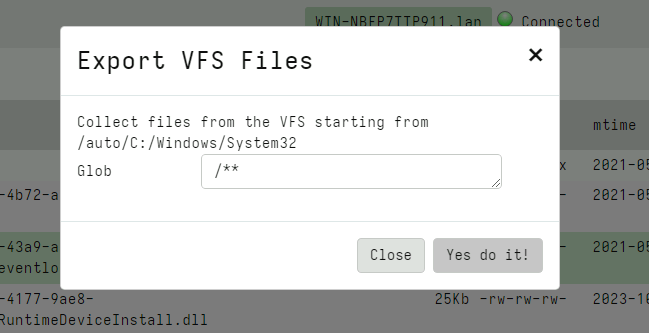 WIN-NBFP7TTP911.lan Connected
Export VFS Files
×
Collect files from the VFS starting from
/auto/C:/Windows/System32
mtime
Glob
/**
x 2021-05
-4b72-a
- 2021-05
Close
Yes do it!
-43a9-a
- 2021-05
eventlo
-4177-9ae8-
25Kb -rw-rw-rw- 2023-10
RuntimeDeviceInstall.dll